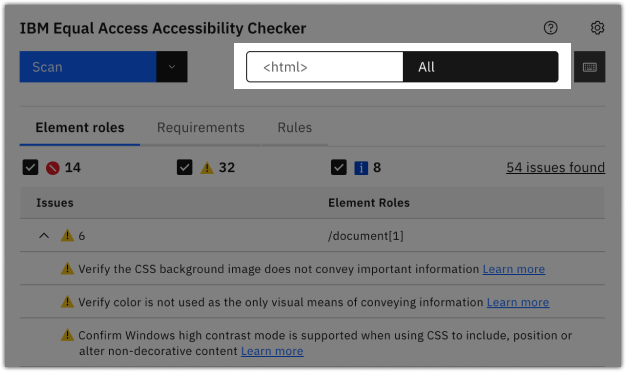 IBM Equal Access Accessibility Checker
Scan
<html>
All
Element roles
Requirements
Rules
14
32
8
54 issues found
Issues
Element Roles
6
/document[1]
Verify the CSS background image does not convey important information Learn more
Verify color is not used as the only visual means of conveying information Learn more
Confirm Windows high contrast mode is supported when using CSS to include, position or
alter non-decorative content Learn more